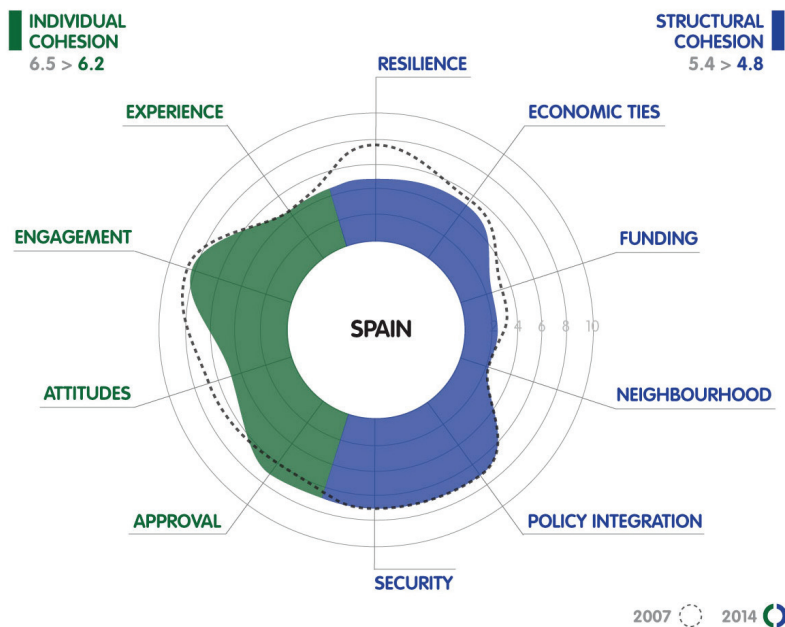 INDIVIDUAL
COHESION
6.5 > 6.2
STRUCTURAL
COHESION
5.4 > 4.8
RESILIENCE
EXPERIENCE
ECONOMIC TIES
ENGAGEMENT
FUNDING
SPAIN
2 4 6 8 10
ATTITUDES
NEIGHBOURHOOD
APPROVAL
POLICY INTEGRATION
SECURITY
2007 2014